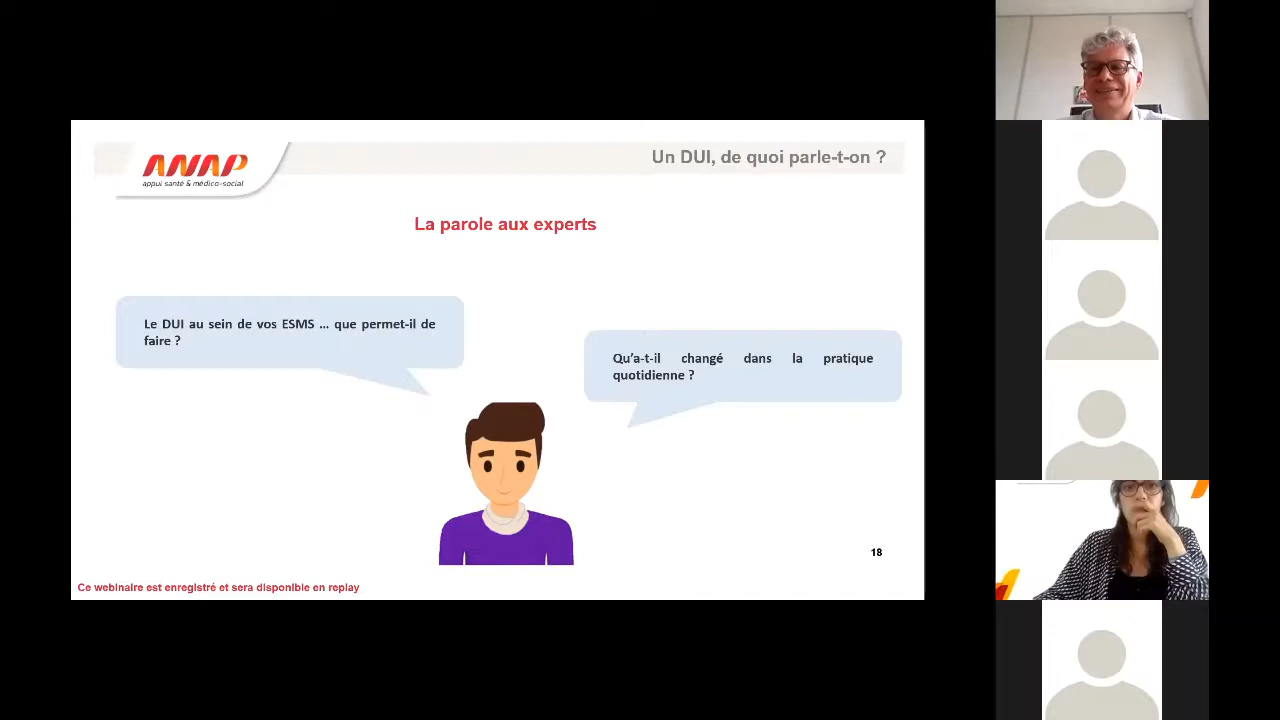 ANAP
appui santé & médico-social
Un DUI, de quoi parle-t-on ?
La parole aux experts
Le DUI au sein de vos ESMS ... que permet-il de
faire ?
Qu'a-t-il changé dans la pratique
quotidienne ?
18
Ce webinaire est enregistré et sera disponible en replay